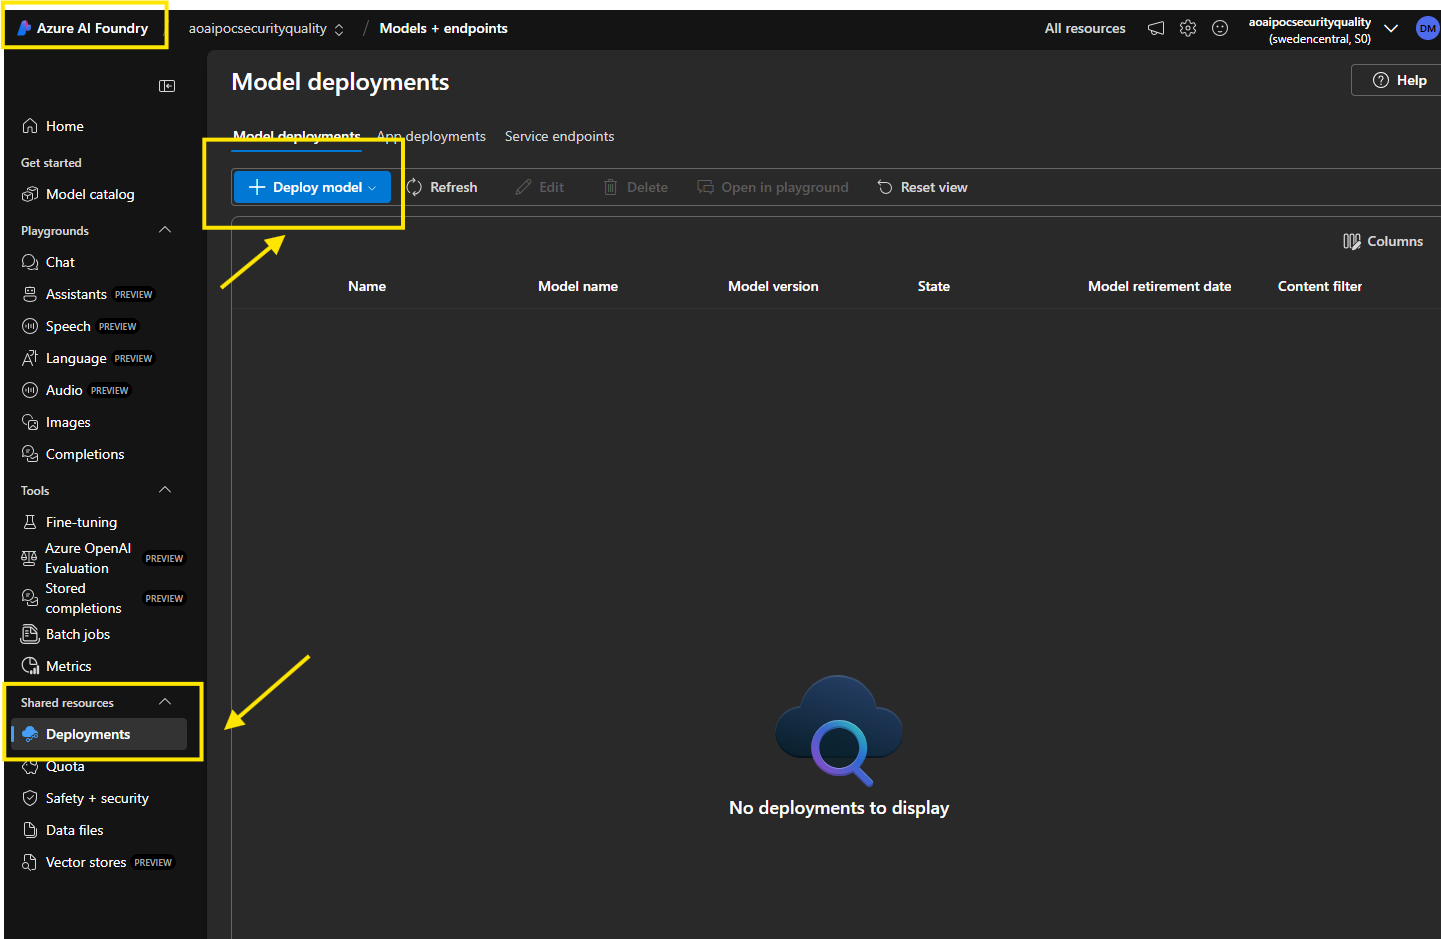 Azure AI Foundry
aoaipocsecurityquality / Models + endpoints
All resources
aoaipocsecurityquality
(swedencentral, S0)
DM
Model deployments
Help
Model deployments App deployments Service endpoints
Deploy model Refresh Edit Delete Open in playground Reset view
Columns
Name Model name Model version State Model retirement date Content filter
No deployments to display
Home
Get started
Model catalog
Playgrounds
Chat
Assistants PREVIEW
Speech PREVIEW
Language PREVIEW
Audio PREVIEW
Images
Completions
Tools
Fine-tuning
Azure OpenAI
Evaluation PREVIEW
Stored
completions PREVIEW
Batch jobs
Metrics
Shared resources
Deployments
Quota
Safety + security
Data files
Vector stores PREVIEW